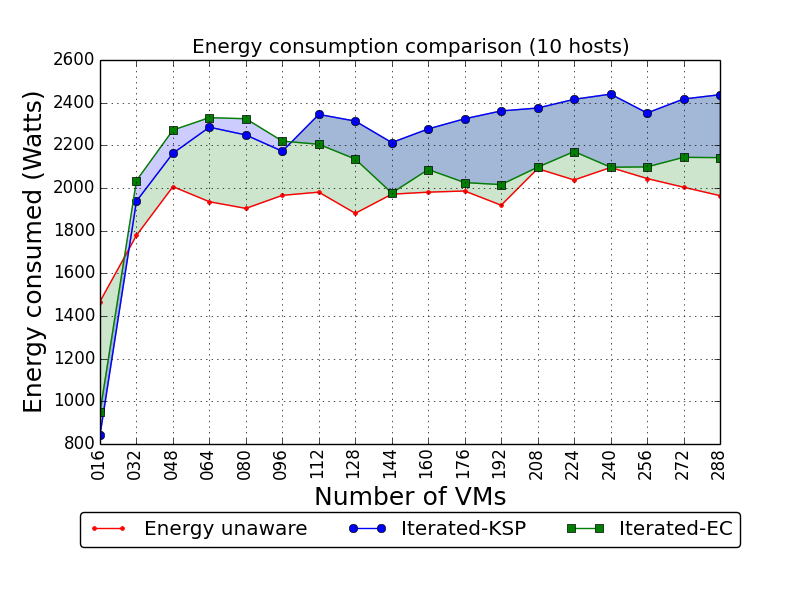 Energy consumption comparison (10 hosts)
2600
2400
2200
2000
1800
1600
1400
1200
1000
800
Energy consumed (Watts)
016 032 048 064 080 096 112 128 144 160 176 192 208 224 240 256 272 288
Number of VMs
Energy unaware Iterated-KSP Iterated-EC